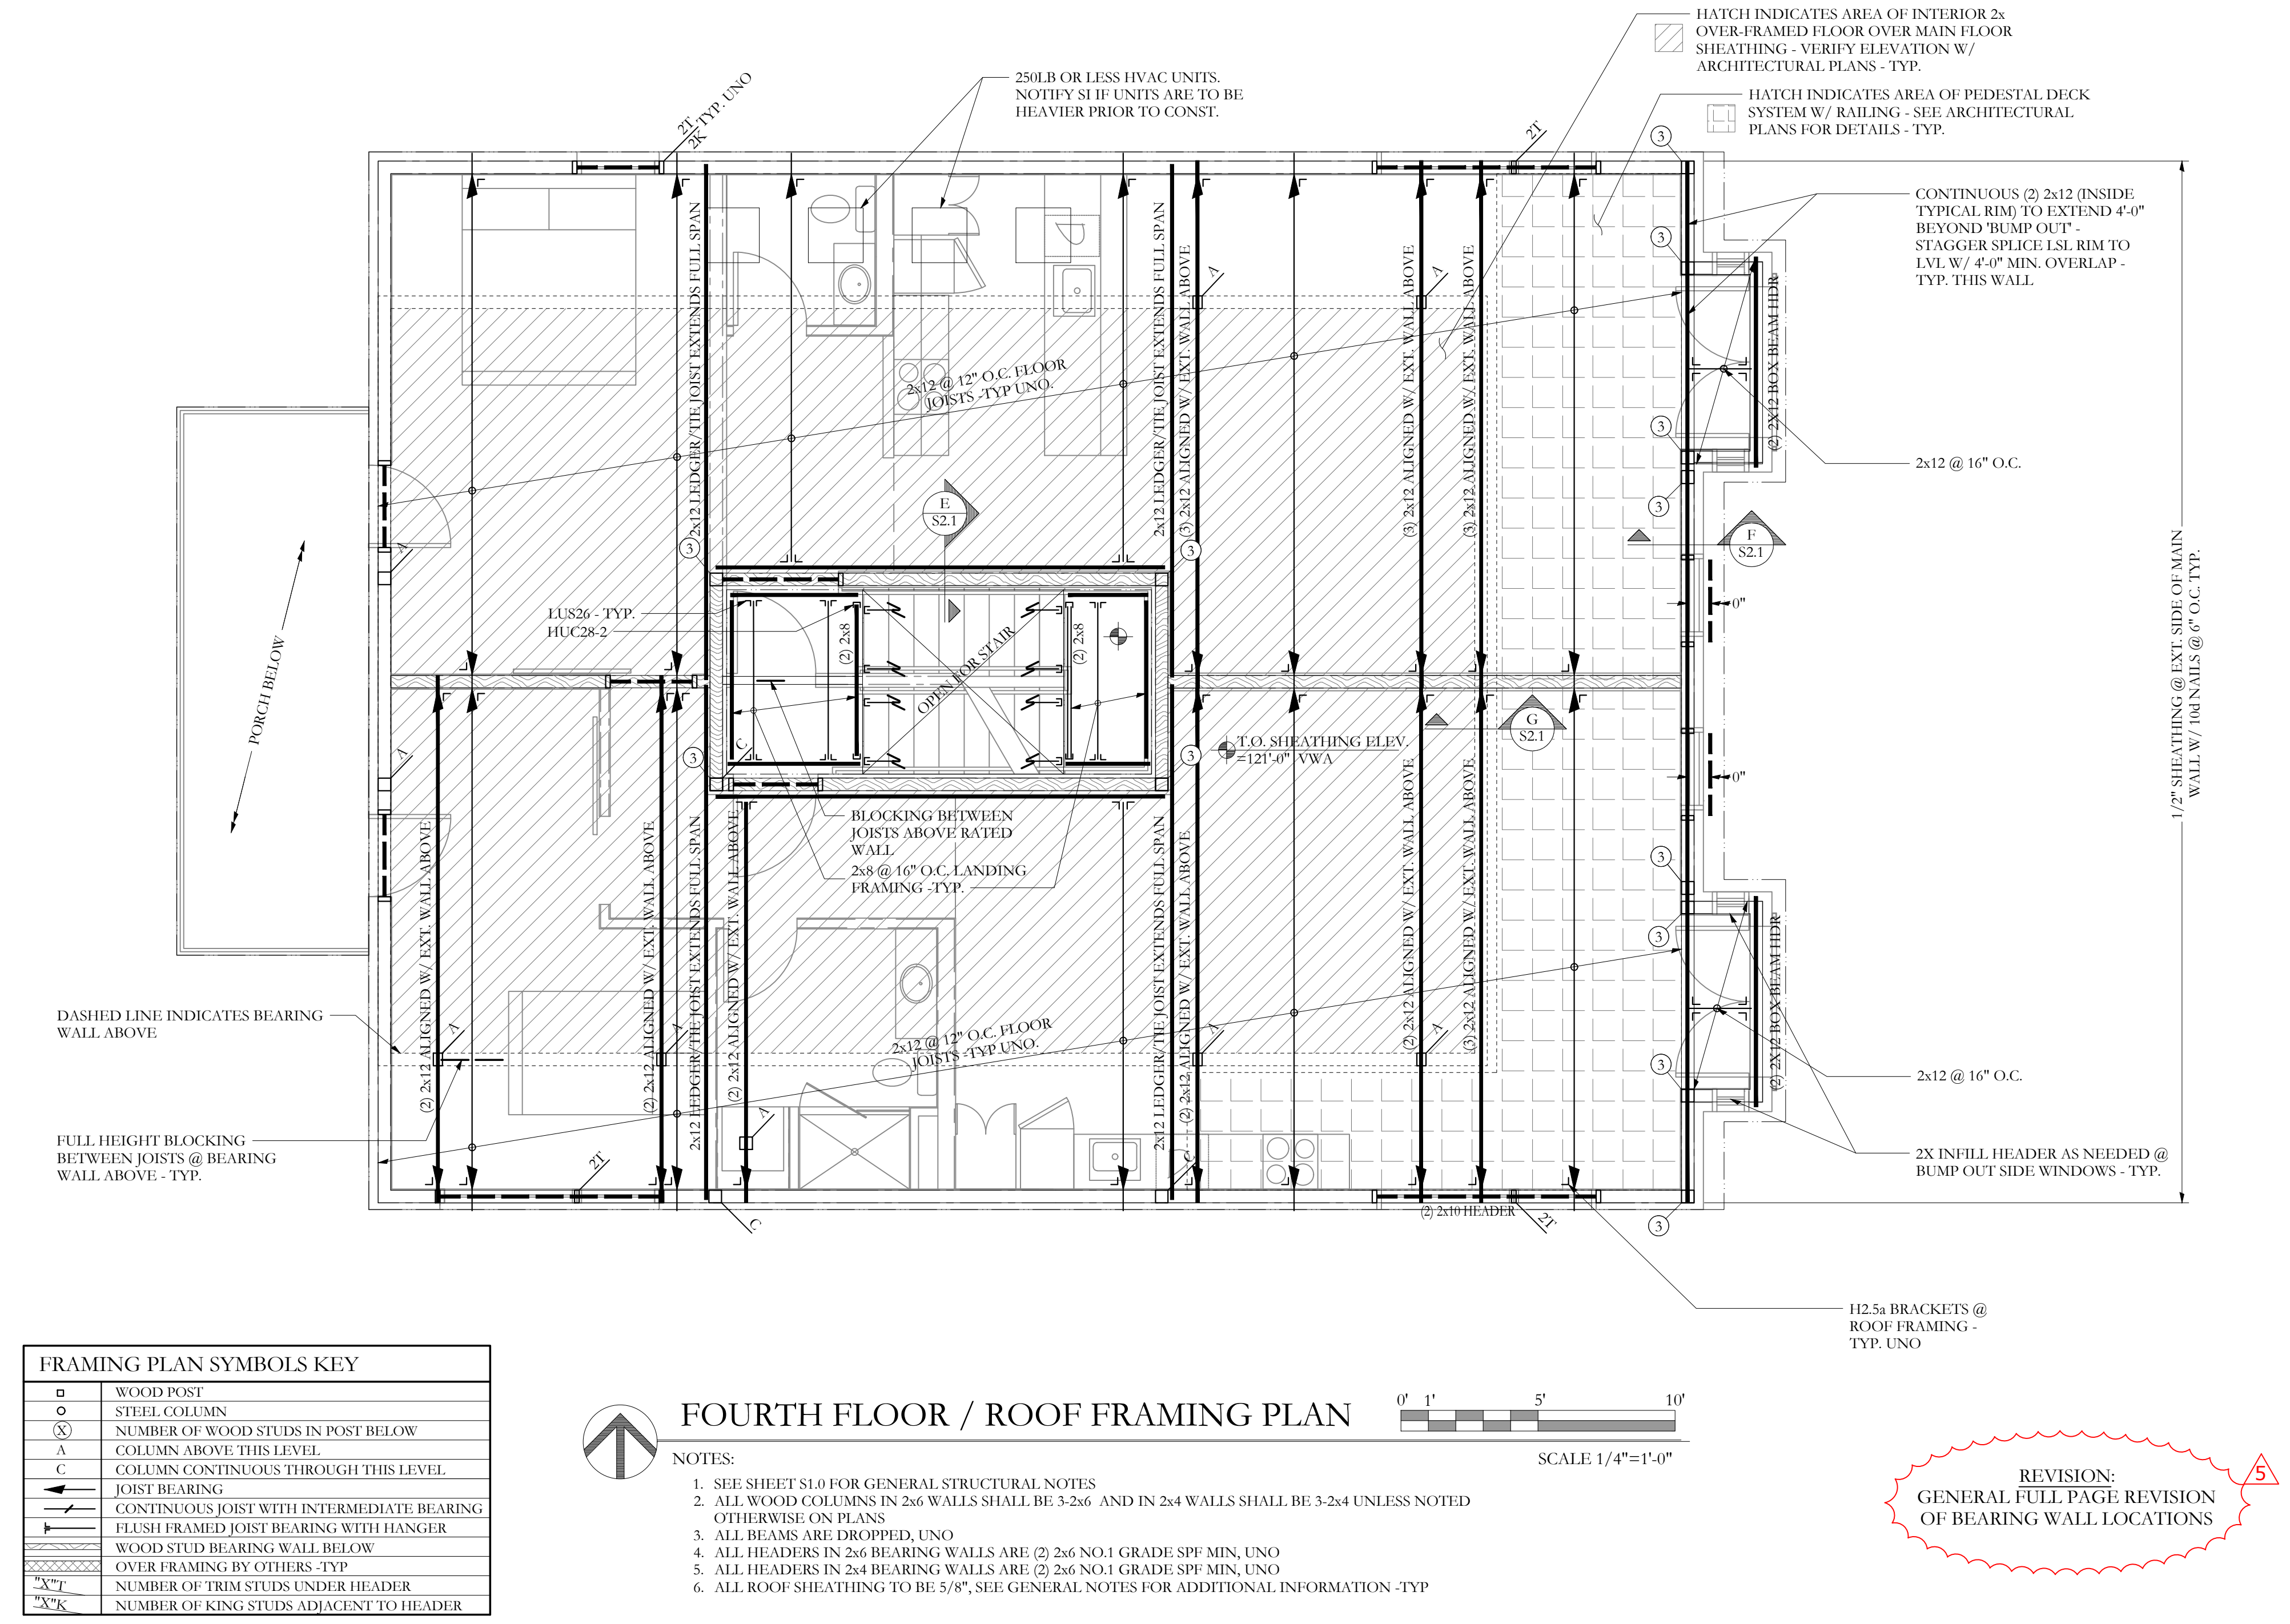 HATCH INDICATES AREA OF INTERIOR 2x
OVER-FRAMED FLOOR OVER MAIN FLOOR
SHEATHING - VERIFY ELEVATION W/
ARCHITECTURAL PLANS - TYP.
HATCH INDICATES AREA OF PEDESTAL DECK
SYSTEM W/ RAILING - SEE ARCHITECTURAL
PLANS FOR DETAILS - TYP.
250LB OR LESS HVAC UNITS.
NOTIFY SI IF UNITS ARE TO BE
HEAVIER PRIOR TO CONST.
2T
2K TYP. UNO
2T
3
CONTINUOUS (2) 2x12 (INSIDE
TYPICAL RIM) TO EXTEND 4'-0"
BEYOND 'BUMP OUT' -
STAGGER SPLICE LSL RIM TO
LVL W/ 4'-0" MIN. OVERLAP -
TYP. THIS WALL
3
A
A
2x12 LEDGER/TIE JOIST EXTENDS FULL SPAN
2x12 LEDGER/TIE JOIST EXTENDS FULL SPAN
(3) 2x12 ALIGNED W/ EXT. WALL ABOVE
(3) 2x12 ALIGNED W/ EXT. WALL ABOVE
(3) 2x12 ALIGNED W/ EXT. WALL ABOVE
(2) 2X12 BOX BEAM HDR
2x12 @ 12" O.C. FLOOR
JOISTS -TYP UNO.
3
2x12 @ 16" O.C.
3
E
S2.1
F
S2.1
A
3
3
0"
LUS26 - TYP.
HUC28-2
(2) 2x8
(2) 2x8
OPEN FOR STAIR
PORCH BELOW
1/2" SHEATHING @ EXT. SIDE OF MAIN
WALL W/ 10d NAILS @ 6" O.C. TYP.
G
S2.1
T.O. SHEATHING ELEV.
=121'-0" VWA
A
3
C
3
0"
BLOCKING BETWEEN
JOISTS ABOVE RATED
WALL
2x8 @ 16" O.C. LANDING
FRAMING -TYP.
3
3
(2) 2x12 ALIGNED W/ EXT. WALL ABOVE
(2) 2x12 ALIGNED W/ EXT. WALL ABOVE
2x12 LEDGER/TIE JOIST EXTENDS FULL SPAN
(2) 2x12 ALIGNED W/ EXT. WALL ABOVE
2x12 LEDGER/TIE JOIST EXTENDS FULL SPAN
(2) 2x12 ALIGNED W/ EXT. WALL ABOVE
(2) 2x12 ALIGNED W/ EXT. WALL ABOVE
(3) 2x12 ALIGNED W/ EXT. WALL ABOVE
(2) 2X12 BOX BEAM HDR
DASHED LINE INDICATES BEARING
WALL ABOVE
A
A
A
A
2x12 @ 12" O.C. FLOOR
JOISTS -TYP UNO.
3
2x12 @ 16" O.C.
A
FULL HEIGHT BLOCKING
BETWEEN JOISTS @ BEARING
WALL ABOVE - TYP.
2T
C
2X INFILL HEADER AS NEEDED @
BUMP OUT SIDE WINDOWS - TYP.
C
(2) 2x10 HEADER
2T
3
H2.5a BRACKETS @
ROOF FRAMING -
TYP. UNO
FRAMING PLAN SYMBOLS KEY
WOOD POST
STEEL COLUMN
X NUMBER OF WOOD STUDS IN POST BELOW
A COLUMN ABOVE THIS LEVEL
C COLUMN CONTINUOUS THROUGH THIS LEVEL
JOIST BEARING
CONTINUOUS JOIST WITH INTERMEDIATE BEARING
FLUSH FRAMED JOIST BEARING WITH HANGER
WOOD STUD BEARING WALL BELOW
OVER FRAMING BY OTHERS -TYP
"X"T NUMBER OF TRIM STUDS UNDER HEADER
"X"K NUMBER OF KING STUDS ADJACENT TO HEADER
FOURTH FLOOR / ROOF FRAMING PLAN
0' 1' 5' 10'
SCALE 1/4"=1'-0"
NOTES:
1. SEE SHEET S1.0 FOR GENERAL STRUCTURAL NOTES
2. ALL WOOD COLUMNS IN 2x6 WALLS SHALL BE 3-2x6 AND IN 2x4 WALLS SHALL BE 3-2x4 UNLESS NOTED
OTHERWISE ON PLANS
3. ALL BEAMS ARE DROPPED, UNO
4. ALL HEADERS IN 2x6 BEARING WALLS ARE (2) 2x6 NO.1 GRADE SPF MIN, UNO
5. ALL HEADERS IN 2x4 BEARING WALLS ARE (2) 2x6 NO.1 GRADE SPF MIN, UNO
6. ALL ROOF SHEATHING TO BE 5/8", SEE GENERAL NOTES FOR ADDITIONAL INFORMATION -TYP
REVISION:
GENERAL FULL PAGE REVISION
OF BEARING WALL LOCATIONS
5